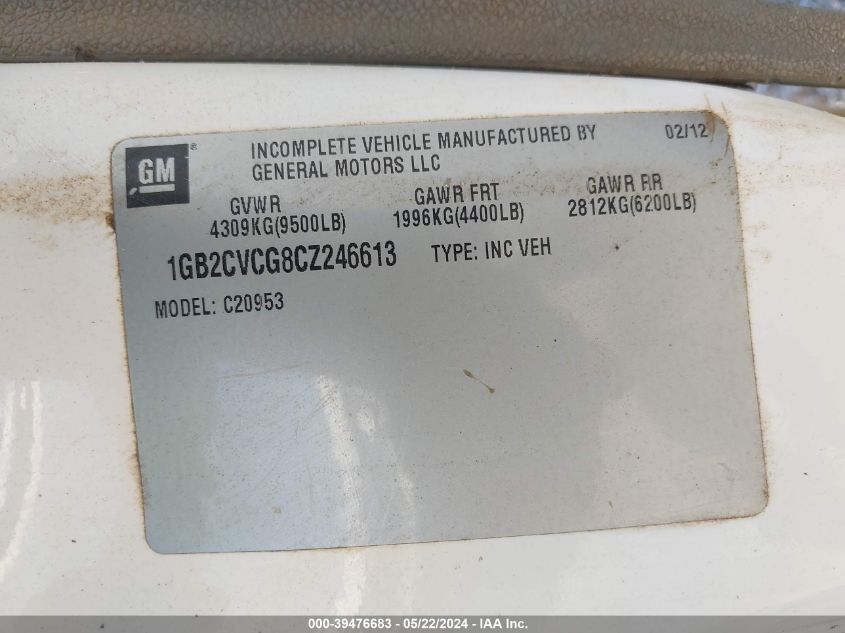 GM ® INCOMPLETE VEHICLE MANUFACTURED BY 02/12
GENERAL MOTORS LLC
GVWR GAWR FRT GAWR RR
4309KG(9500LB) 1996KG(4400LB) 2812KG(6200LB)
1GB2CVCG8CZ246613 TYPE: INC VEH
MODEL: C20953
000-39476683 - 05/22/2024 - IAA Inc.